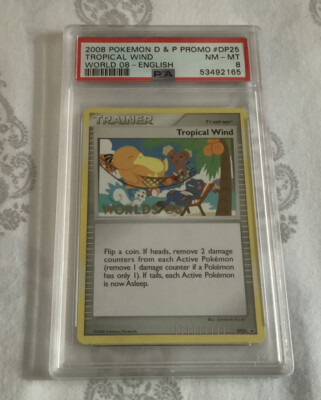 2008 POKEMON D & P PROMO #DP25
TROPICAL WIND NM - MT
WORLD 08 - ENGLISH 8
PSA 53492165
TRAINER Trainer
Tropical Wind
WORLDS 08
Flip a coin. If heads, remove 2 damage
counters from each Active Pokémon
(remove 1 damage counter if a Pokémon
has only 1). If tails, each Active Pokémon
is now Asleep.